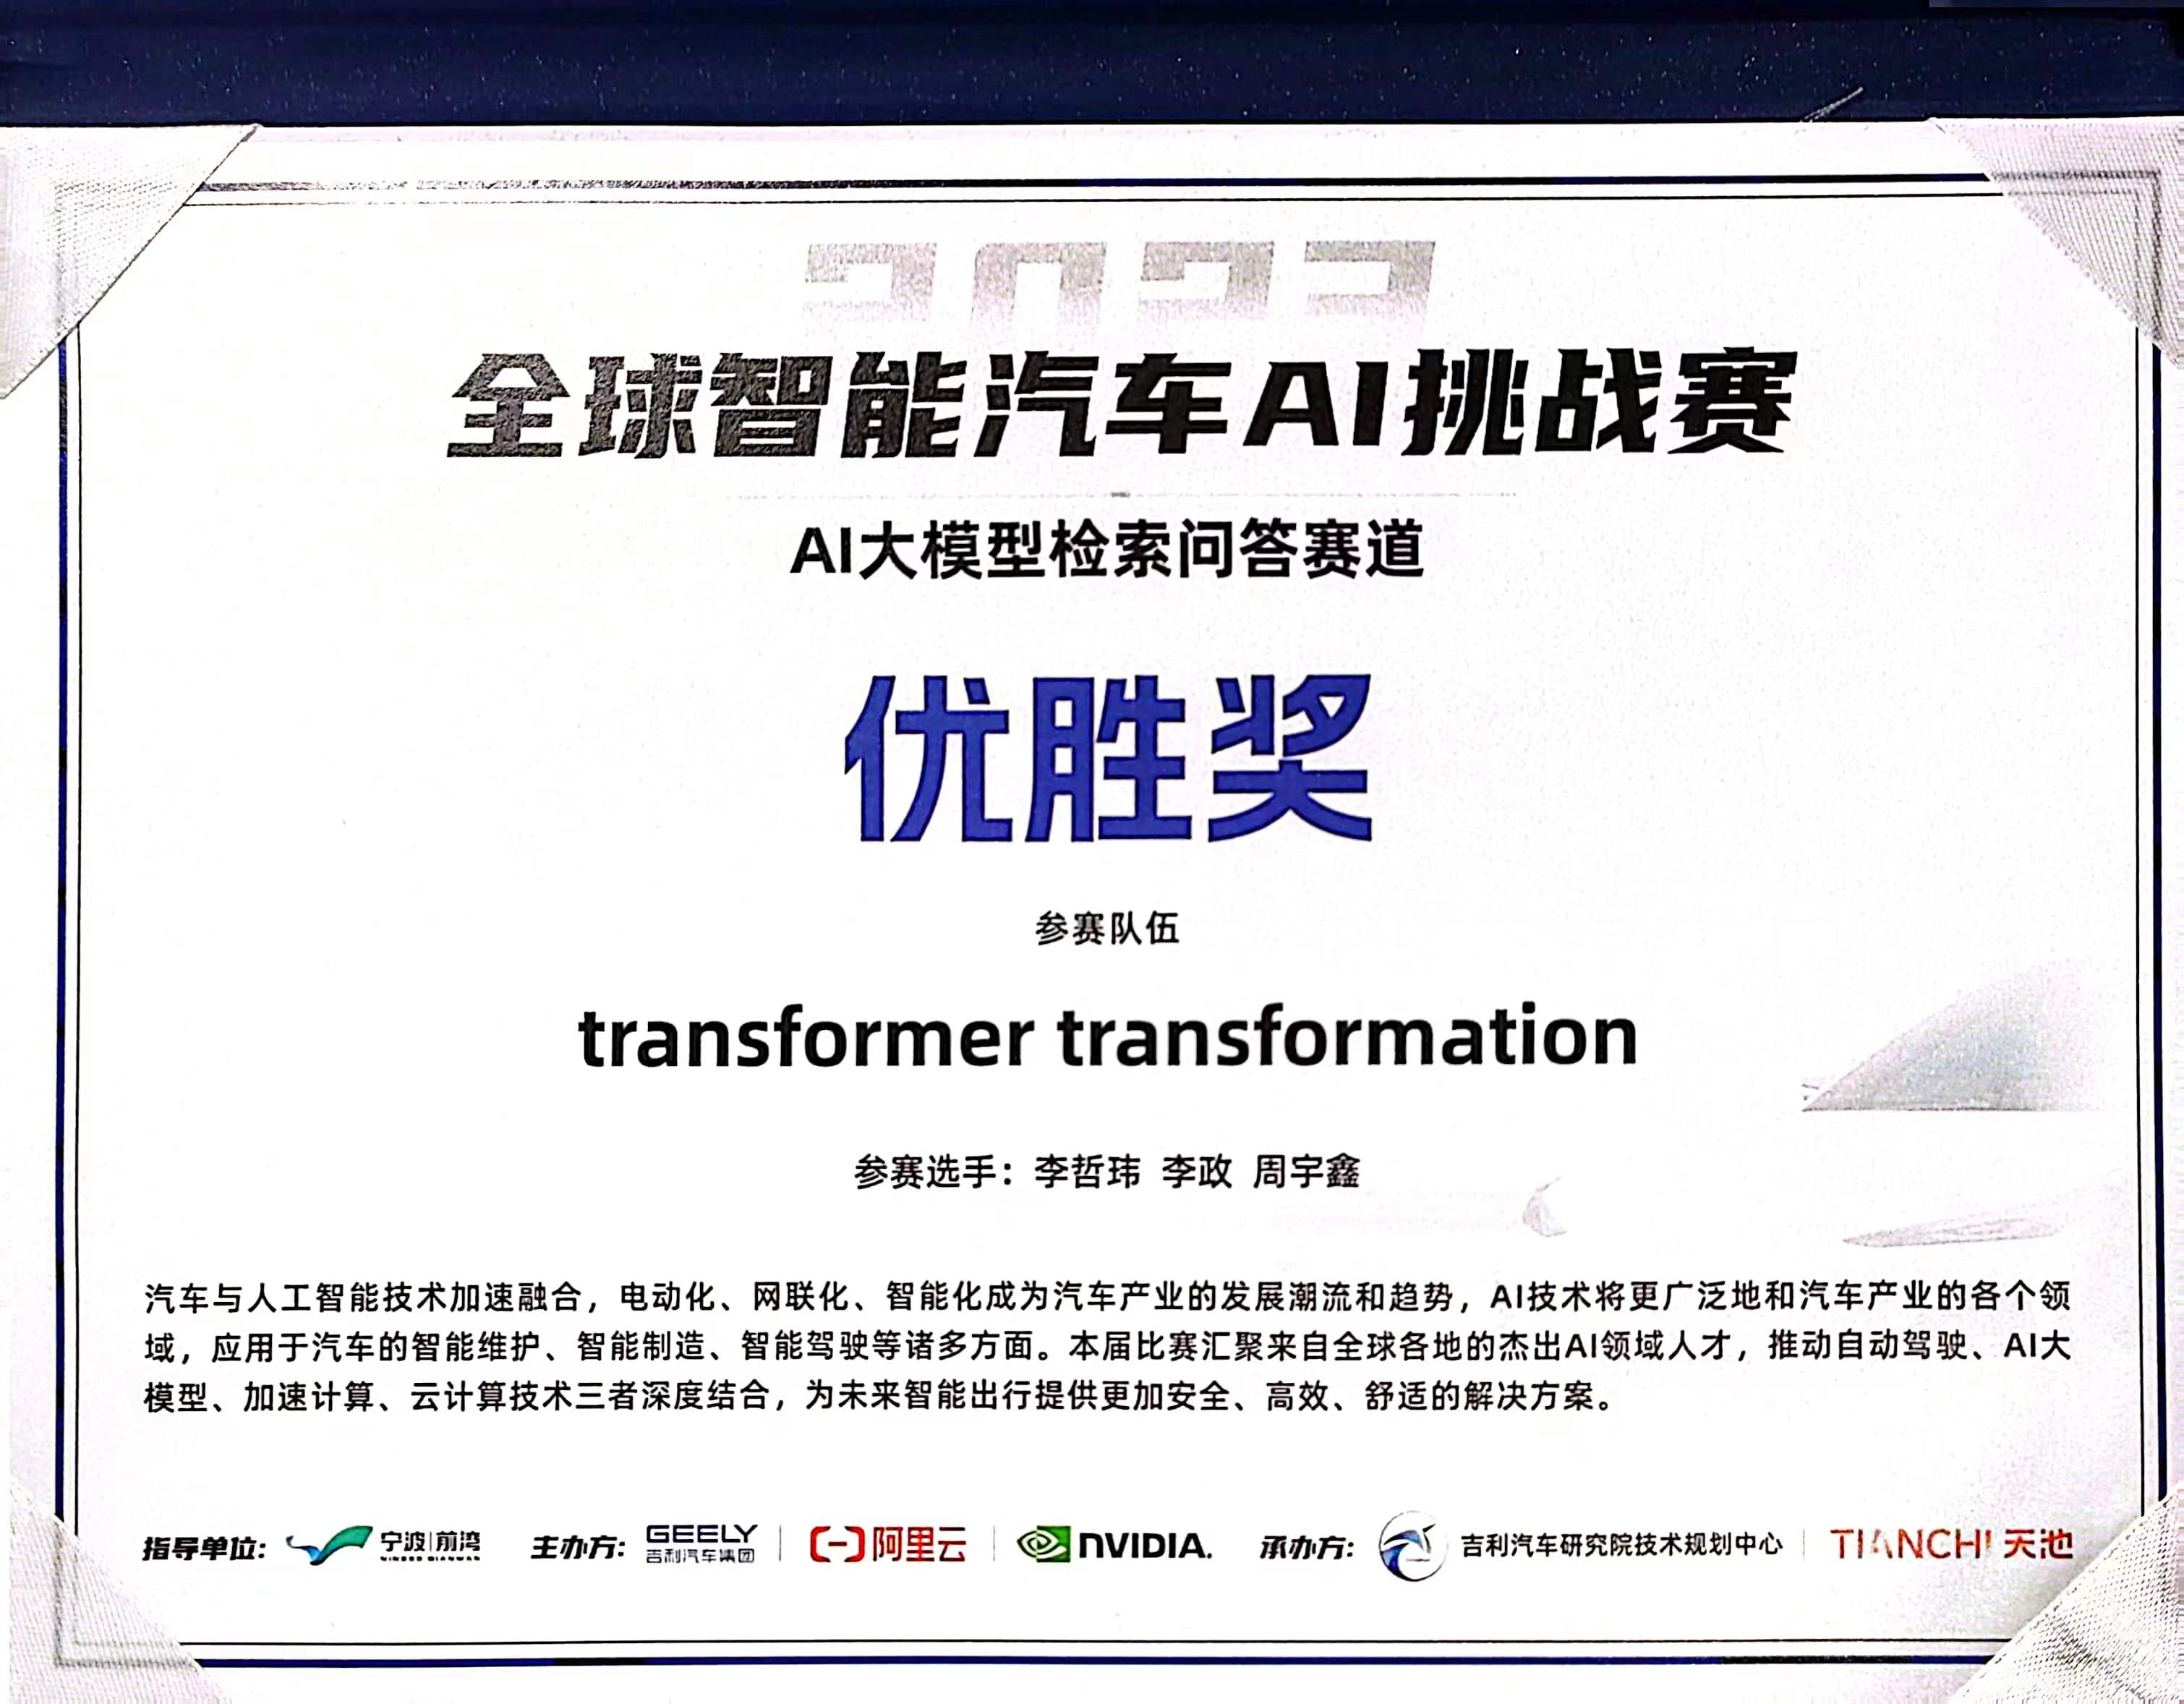 2023
全球智能汽车AI挑战赛
AI大模型检索问答赛道
优胜奖
参赛队伍
transformer transformation
参赛选手：李哲玮 李政 周宇鑫
汽车与人工智能技术加速融合，电动化、网联化、智能化成为汽车产业的发展潮流和趋势，AI技术将更广泛地和汽车产业的各个领
域，应用于汽车的智能维护、智能制造、智能驾驶等诸多方面。本届比赛汇聚来自全球各地的杰出AI领域人才，推动自动驾驶、AI大
模型、加速计算、云计算技术三者深度结合，为未来智能出行提供更加安全、高效、舒适的解决方案。
指导单位： 宁波|前湾 NINGBO QIANWAN 主办方： GEELY 吉利汽车集团 | 阿里云 | NVIDIA. 承办方： 吉利汽车研究院技术规划中心 | TIANCHI 天池